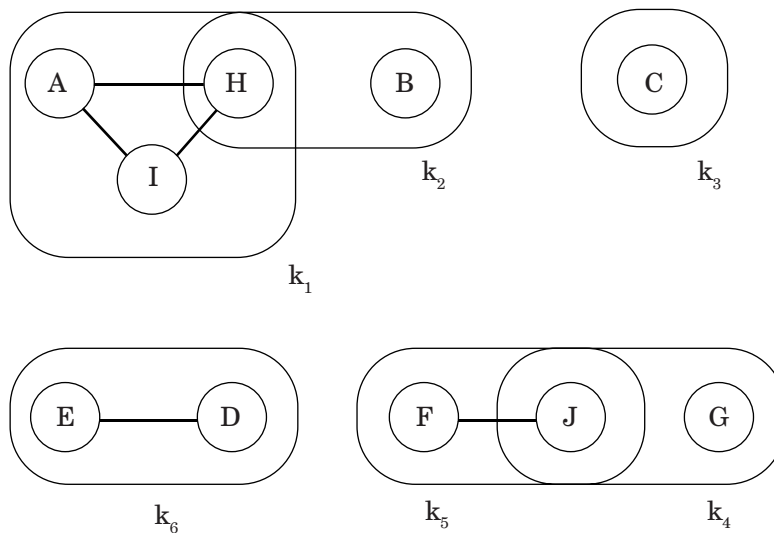 A H B C
I
k₂ k₃
k₁
E D F J G
k₆ k₅ k₄